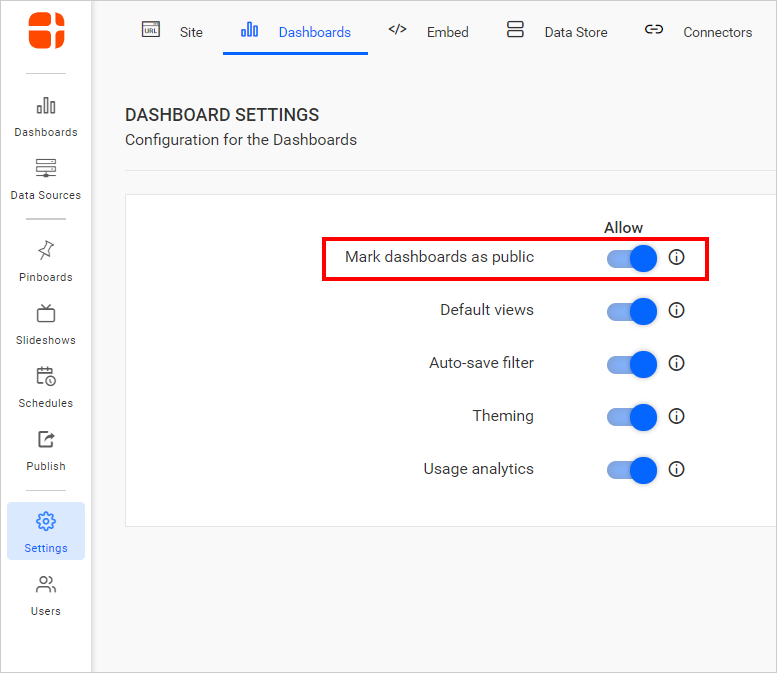 URL
Site
Dashboards
Embed
Data Store
Connectors
Dashboards
Data Sources
Pinboards
Slideshows
Schedules
Publish
Settings
Users
DASHBOARD SETTINGS
Configuration for the Dashboards
Allow
Mark dashboards as public
Default views
Auto-save filter
Theming
Usage analytics